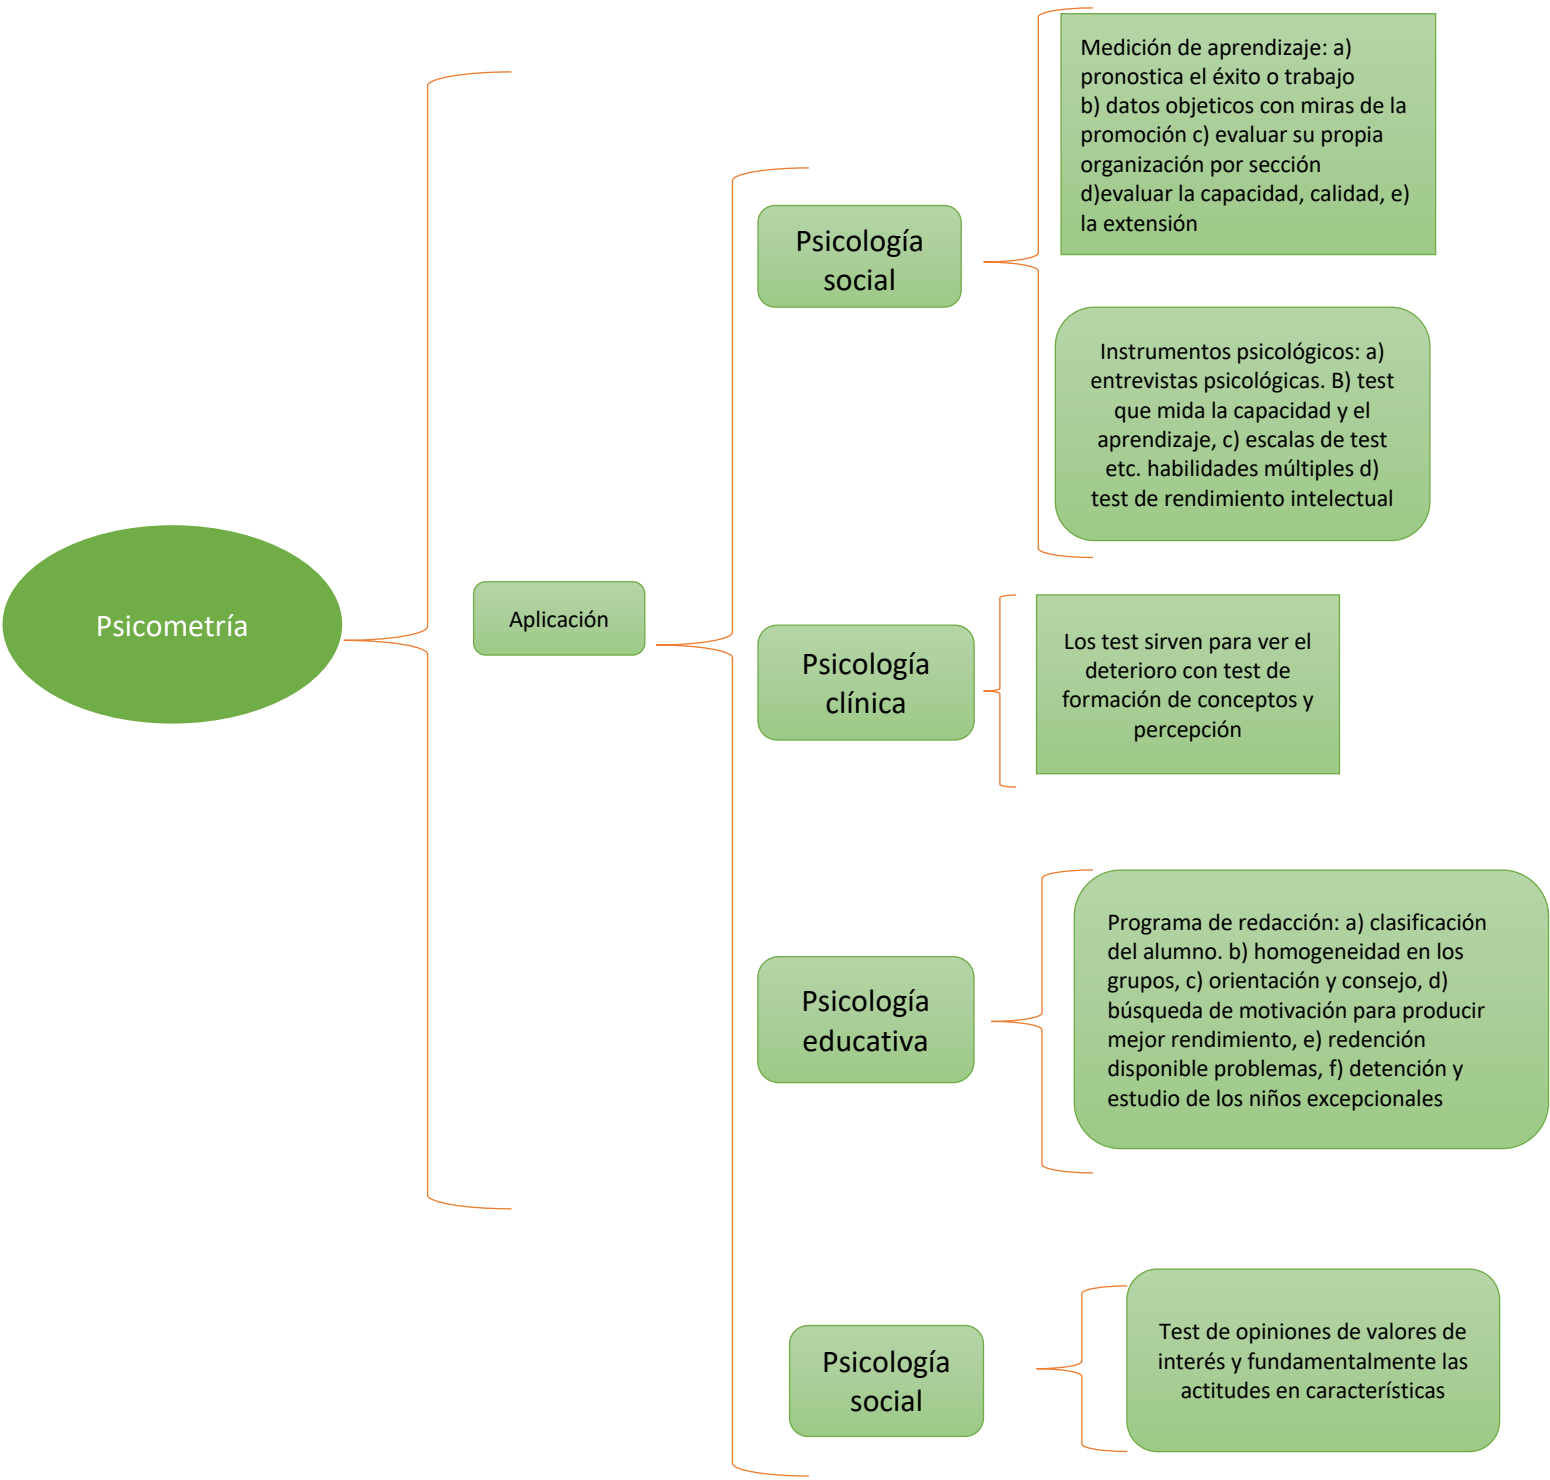 Psicometría
Aplicación
Psicología
social
Medición de aprendizaje: a)
pronostica el éxito o trabajo
b) datos objeticos con miras de la
promoción c) evaluar su propia
organización por sección
d)evaluar la capacidad, calidad, e)
la extensión
Instrumentos psicológicos: a)
entrevistas psicológicas. B) test
que mida la capacidad y el
aprendizaje, c) escalas de test
etc. habilidades múltiples d)
test de rendimiento intelectual
Psicología
clínica
Los test sirven para ver el
deterioro con test de
formación de conceptos y
percepción
Psicología
educativa
Programa de redacción: a) clasificación
del alumno. b) homogeneidad en los
grupos, c) orientación y consejo, d)
búsqueda de motivación para producir
mejor rendimiento, e) redención
disponible problemas, f) detención y
estudio de los niños excepcionales
Psicología
social
Test de opiniones de valores de
interés y fundamentalmente las
actitudes en características